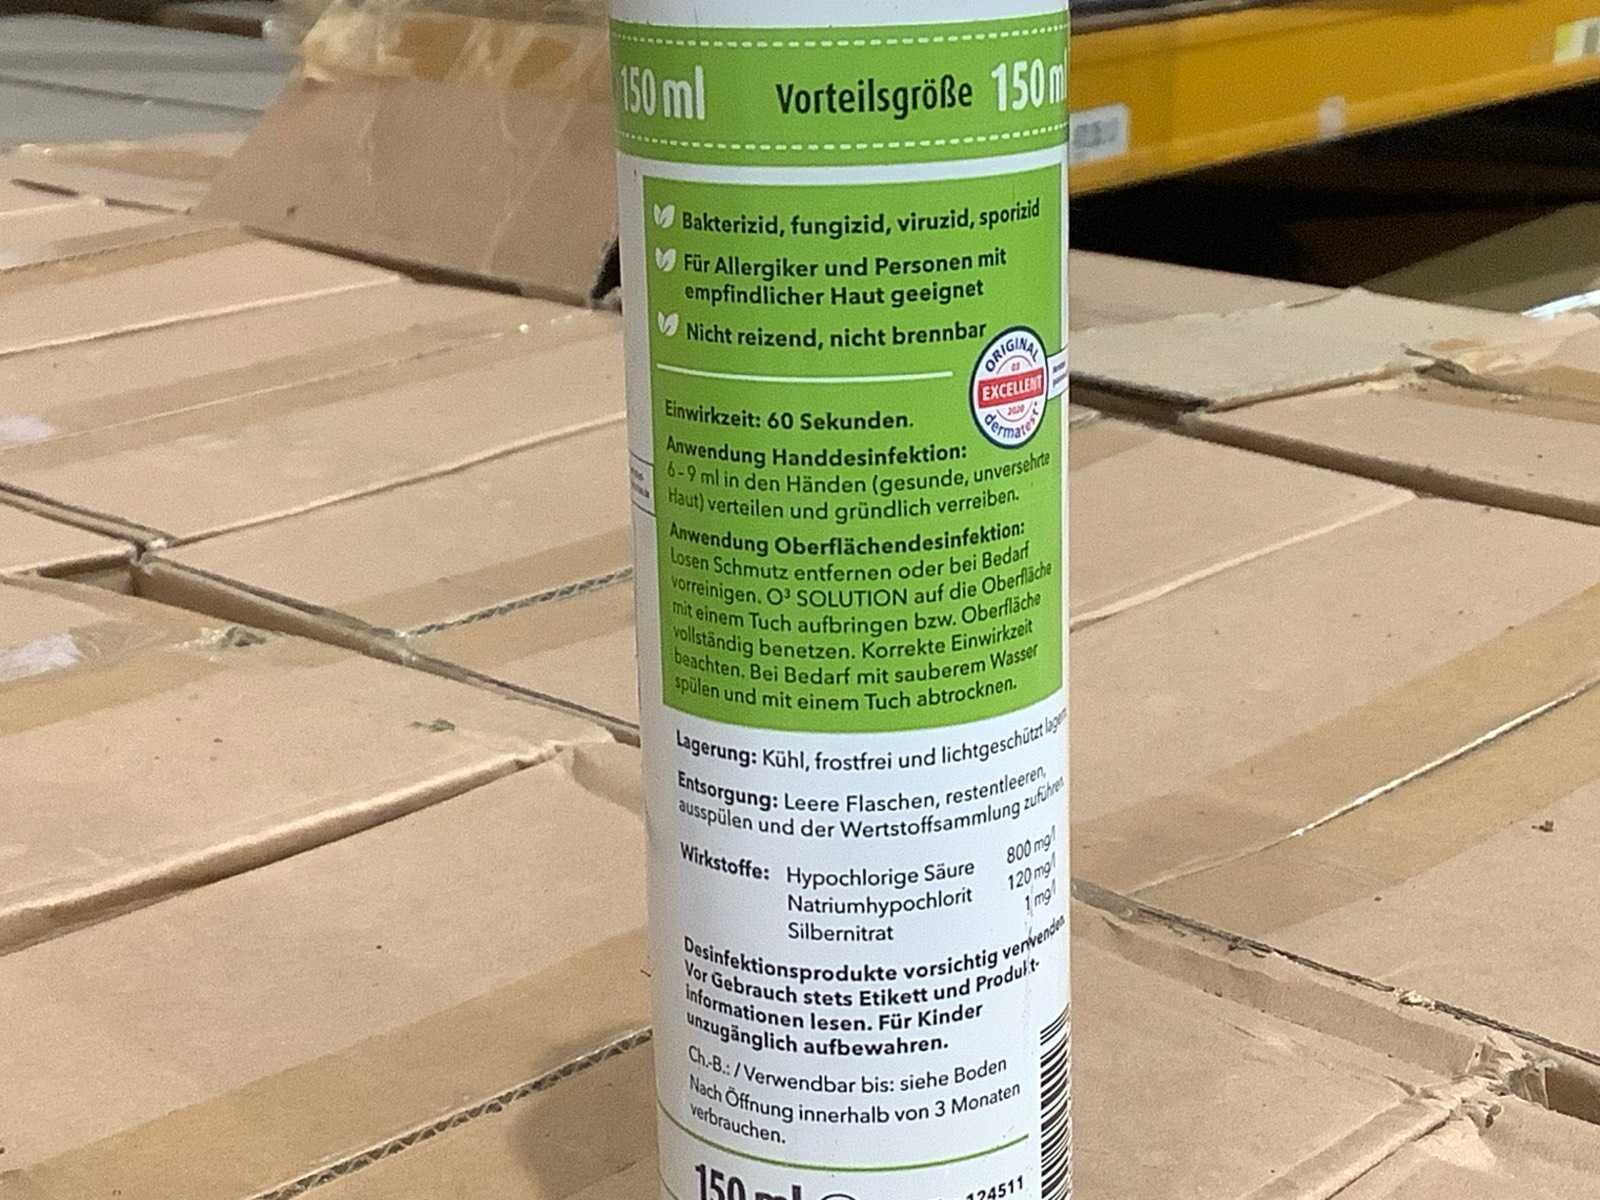 150 ml Vorteilsgröße 150 ml
Bakterizid, fungizid, viruzid, sporizid
Für Allergiker und Personen mit
empfindlicher Haut geeignet
Nicht reizend, nicht brennbar
ORIGINAL
03
EXCELLENT
2020
dermatest
Einwirkzeit: 60 Sekunden.
Anwendung Handdesinfektion:
6-9 ml in den Händen (gesunde, unversehrte
Haut) verteilen und gründlich verreiben.
Anwendung Oberflächendesinfektion:
Losen Schmutz entfernen oder bei Bedarf
vorreinigen. O³ SOLUTION auf die Oberfläche
mit einem Tuch aufbringen bzw. Oberfläche
vollständig benetzen. Korrekte Einwirkzeit
beachten. Bei Bedarf mit sauberem Wasser
spülen und mit einem Tuch abtrocknen.
Lagerung: Kühl, frostfrei und lichtgeschützt lagern
Entsorgung: Leere Flaschen, restentleeren,
ausspülen und der Wertstoffsammlung zuführen
Wirkstoffe: Hypochlorige Säure 800 mg/l
Natriumhypochlorit 120 mg/l
Silbernitrat 1 mg/l
Desinfektionsprodukte vorsichtig verwenden.
Vor Gebrauch stets Etikett und Produkt-
informationen lesen. Für Kinder
unzugänglich aufbewahren.
Ch.-B.: / Verwendbar bis: siehe Boden
Nach Öffnung innerhalb von 3 Monaten
verbrauchen.
150 ml
124511